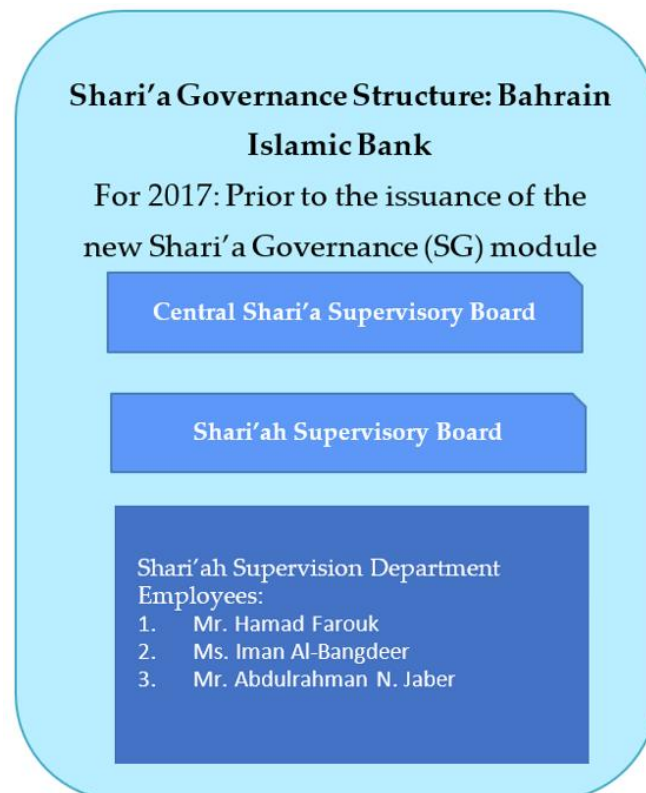 Shari’a Governance Structure: Bahrain
Islamic Bank
For 2017: Prior to the issuance of the
new Shari’a Governance (SG) module
Central Shari’a Supervisory Board
Shari’ah Supervisory Board
Shari’ah Supervision Department
Employees:
1. Mr. Hamad Farouk
2. Ms. Iman Al-Bangdeer
3. Mr. Abdulrahman N. Jaber